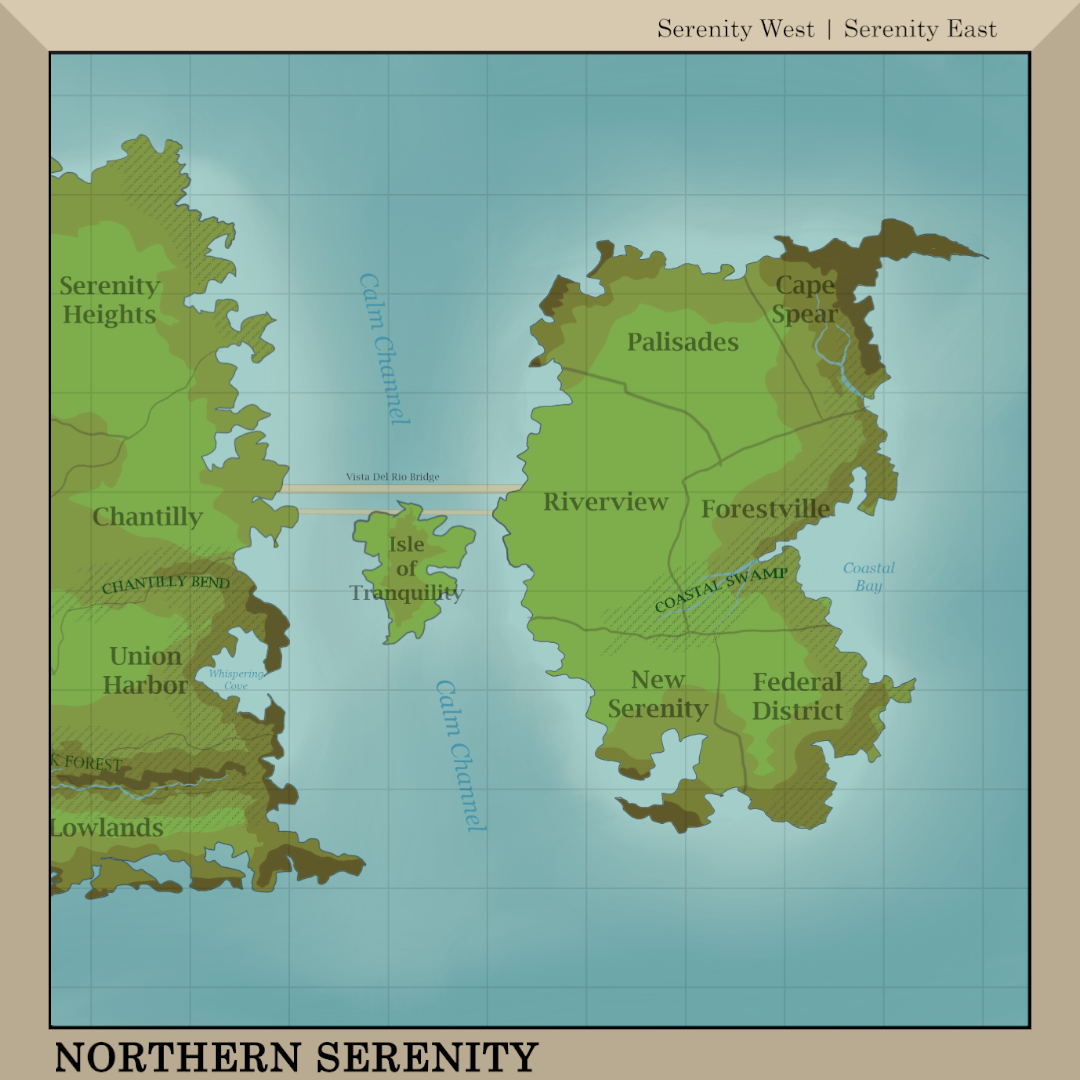 Serenity West | Serenity East
Serenity
Heights
Calm Channel
Cape
Spear
Palisades
Vista Del Rio Bridge
Riverview
Forestville
Chantilly
Isle
of
Tranquility
CHANTILLY BEND
COASTAL SWAMP
Coastal
Bay
Union
Harbor
Whispering
Cove
New
Serenity
Federal
District
Calm Channel
K FOREST
Lowlands
NORTHERN SERENITY